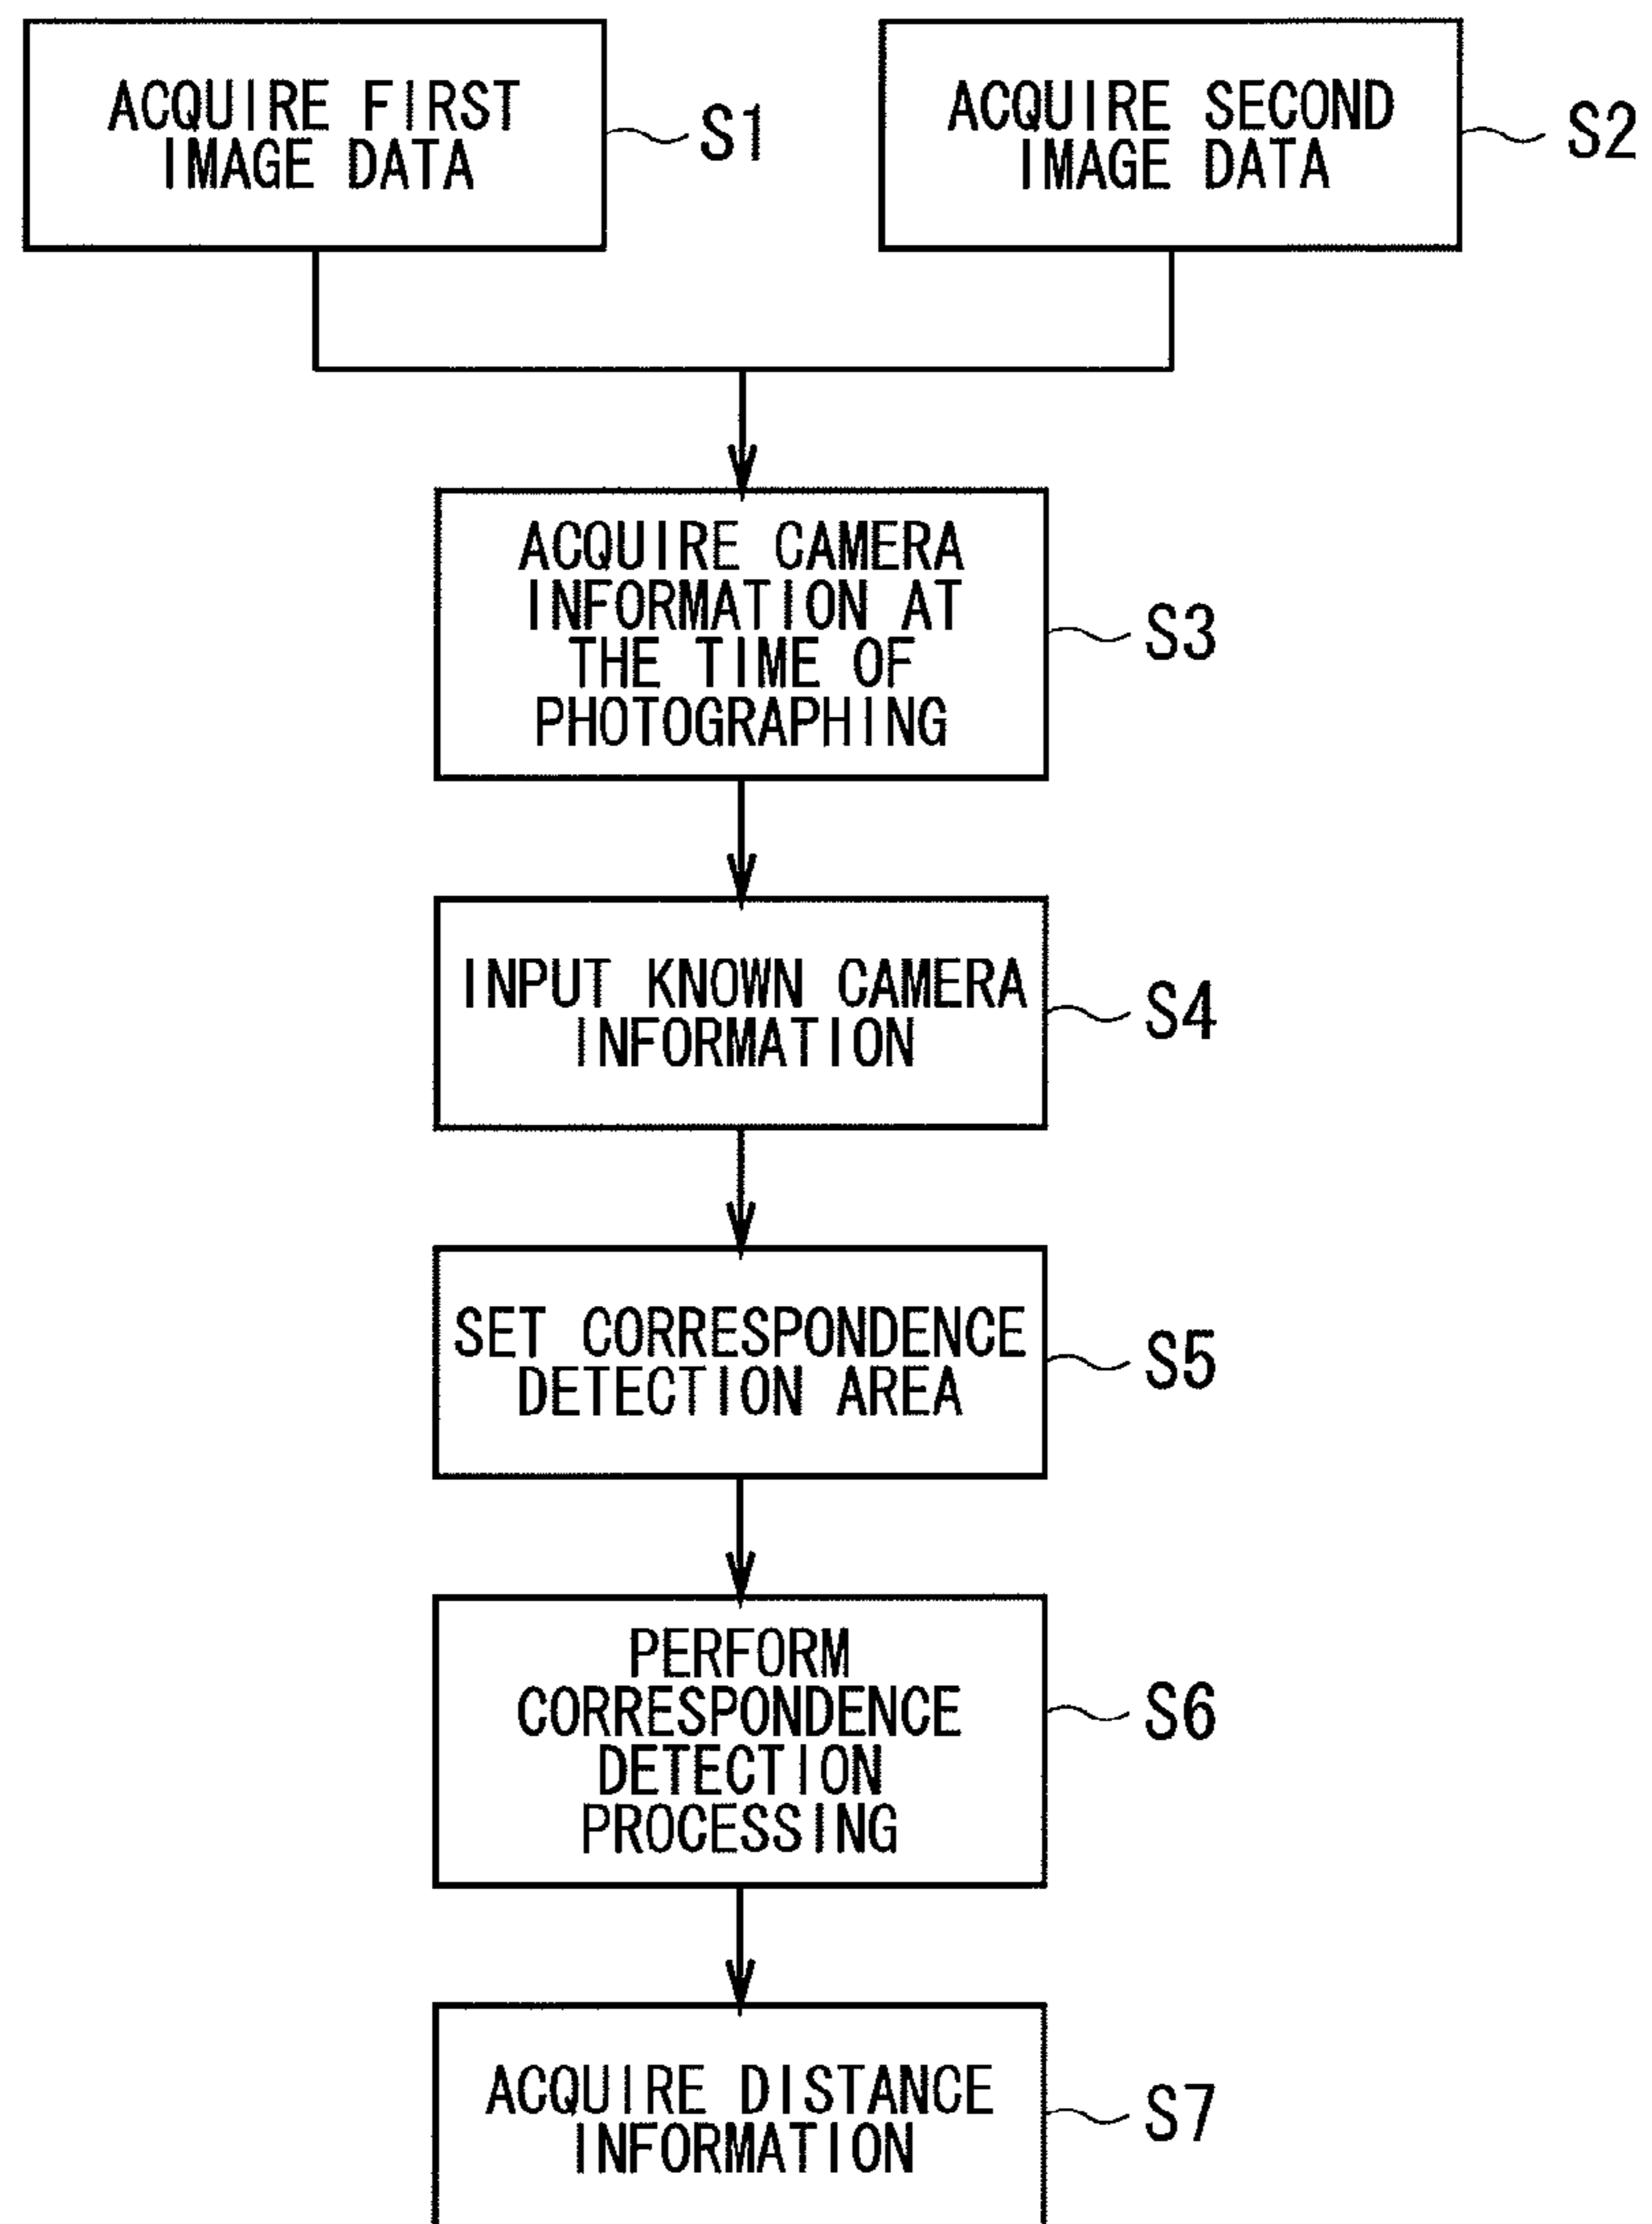 ACQUIRE FIRST
IMAGE DATA
S1
ACQUIRE SECOND
IMAGE DATA
S2
ACQUIRE CAMERA
INFORMATION AT
THE TIME OF
PHOTOGRAPHING
S3
INPUT KNOWN CAMERA
INFORMATION
S4
SET CORRESPONDENCE
DETECTION AREA
S5
PERFORM
CORRESPONDENCE
DETECTION
PROCESSING
S6
ACQUIRE DISTANCE
INFORMATION
S7